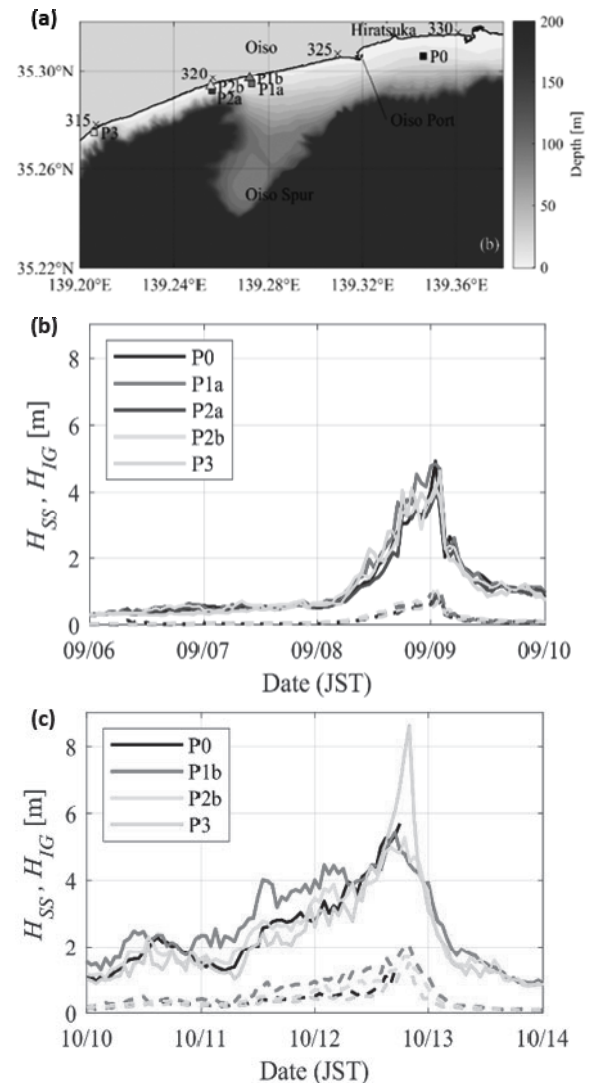 (a)
Hiratsuka 330
200
Oiso
325
35.30°N
320
P1b
P0
P2b
P1a
P2a
150
315
P3
Oiso Port
Depth [m]
100
35.26°N
Oiso Spur
50
(b)
35.22°N
0
139.20°E 139.24°E 139.28°E 139.32°E 139.36°E
(b)
8
P0
P1a
6
P2a
P2b
P3
4
2
0
H_SS, H_IG [m]
09/06 09/07 09/08 09/09 09/10
Date (JST)
(c)
8
P0
P1b
6
P2b
P3
4
2
0
H_SS, H_IG [m]
10/10 10/11 10/12 10/13 10/14
Date (JST)